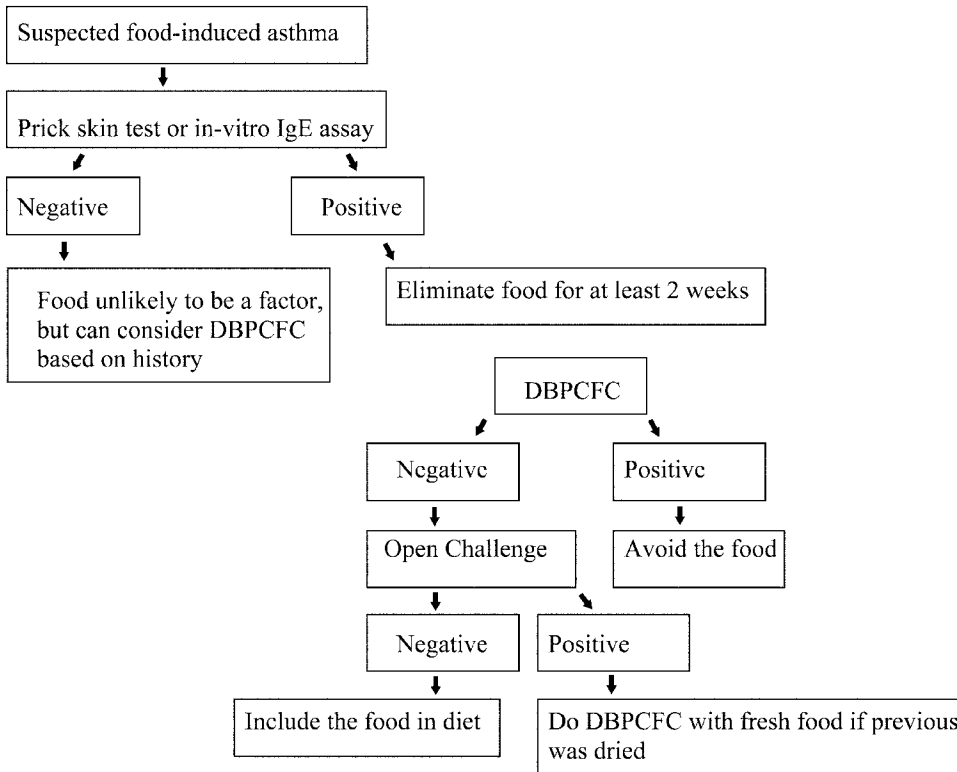 Suspected food-induced asthma
Prick skin test or in-vitro IgE assay
Negative
Positive
Food unlikely to be a factor,
but can consider DBPCFC
based on history
Eliminate food for at least 2 weeks
DBPCFC
Negative
Positive
Open Challenge
Avoid the food
Negative
Positive
Include the food in diet
Do DBPCFC with fresh food if previous
was dried